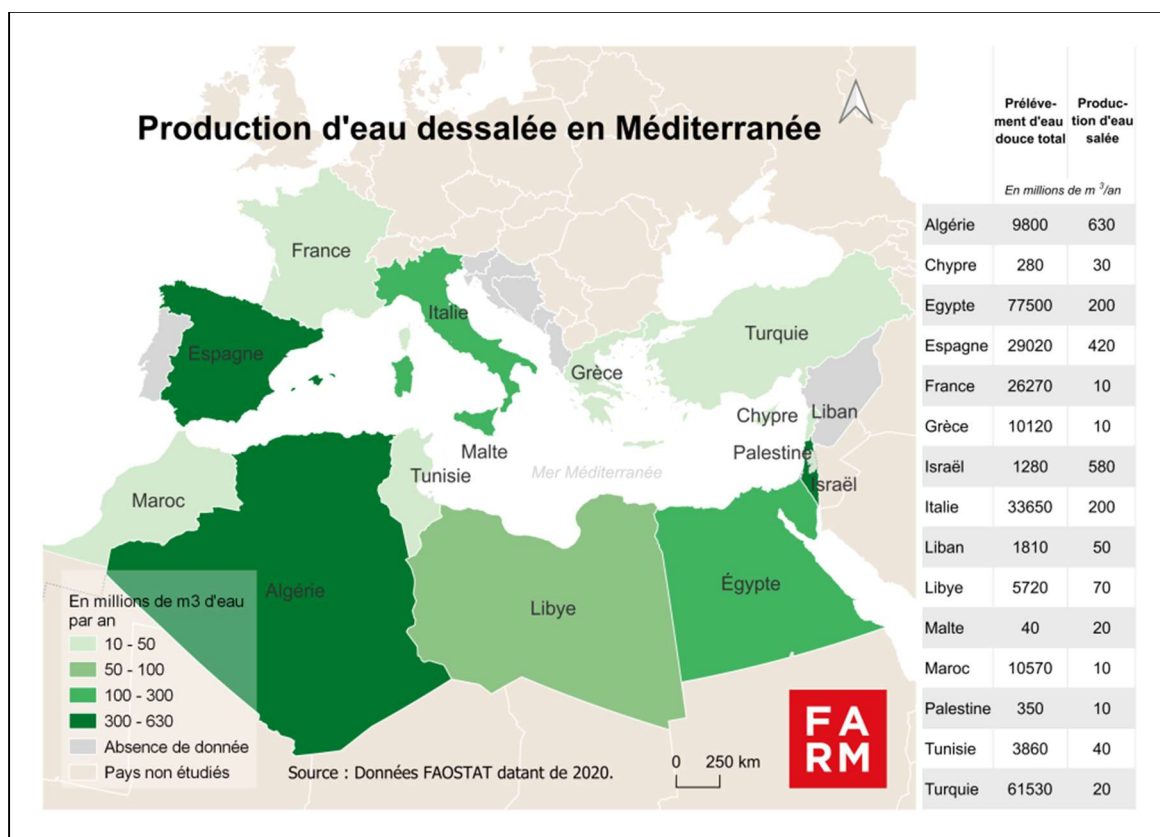 Production d'eau dessalée en Méditerranée
France
Italie
Espagne
Turquie
Grèce
Chypre
Liban
Malte
Palestine
Mer Méditerranée
Tunisie
Israël
Maroc
Algérie
Libye
Égypte
En millions de m3 d'eau
par an
10 - 50
50 - 100
100 - 300
300 - 630
Absence de donnée
Pays non étudiés
Source : Données FAOSTAT datant de 2020.
0 250 km
FA
RM
Préléve- Produc-
ment d'eau tion d'eau
douce total salée
En millions de m ³/an
Algérie 9800 630
Chypre 280 30
Egypte 77500 200
Espagne 29020 420
France 26270 10
Grèce 10120 10
Israël 1280 580
Italie 33650 200
Liban 1810 50
Libye 5720 70
Malte 40 20
Maroc 10570 10
Palestine 350 10
Tunisie 3860 40
Turquie 61530 20